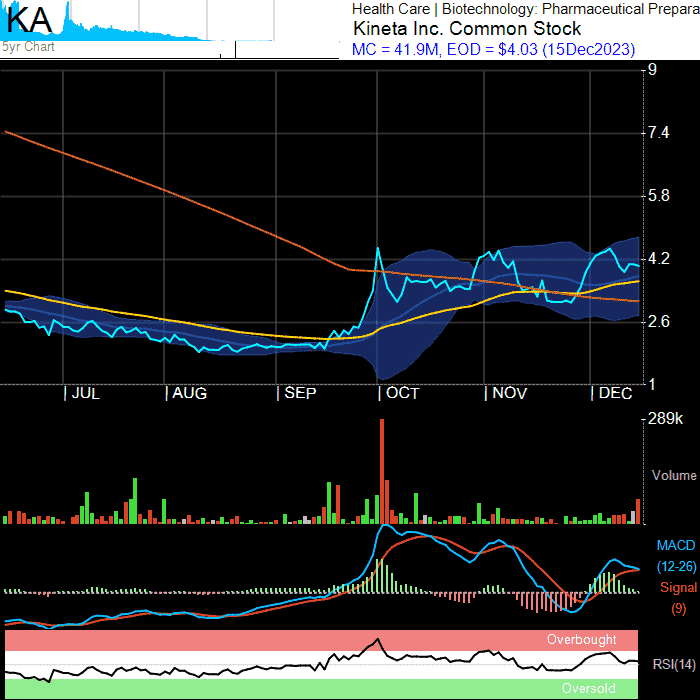 Health Care | Biotechnology: Pharmaceutical Prepara
KA
Kineta Inc. Common Stock
5yr Chart
MC = 41.9M, EOD = $4.03 (15Dec2023)
9
7.4
5.8
4.2
2.6
1
| JUL | AUG | SEP | OCT | NOV | DEC
289k
Volume
MACD
(12-26)
Signal
(9)
Overbought
RSI(14)
Oversold